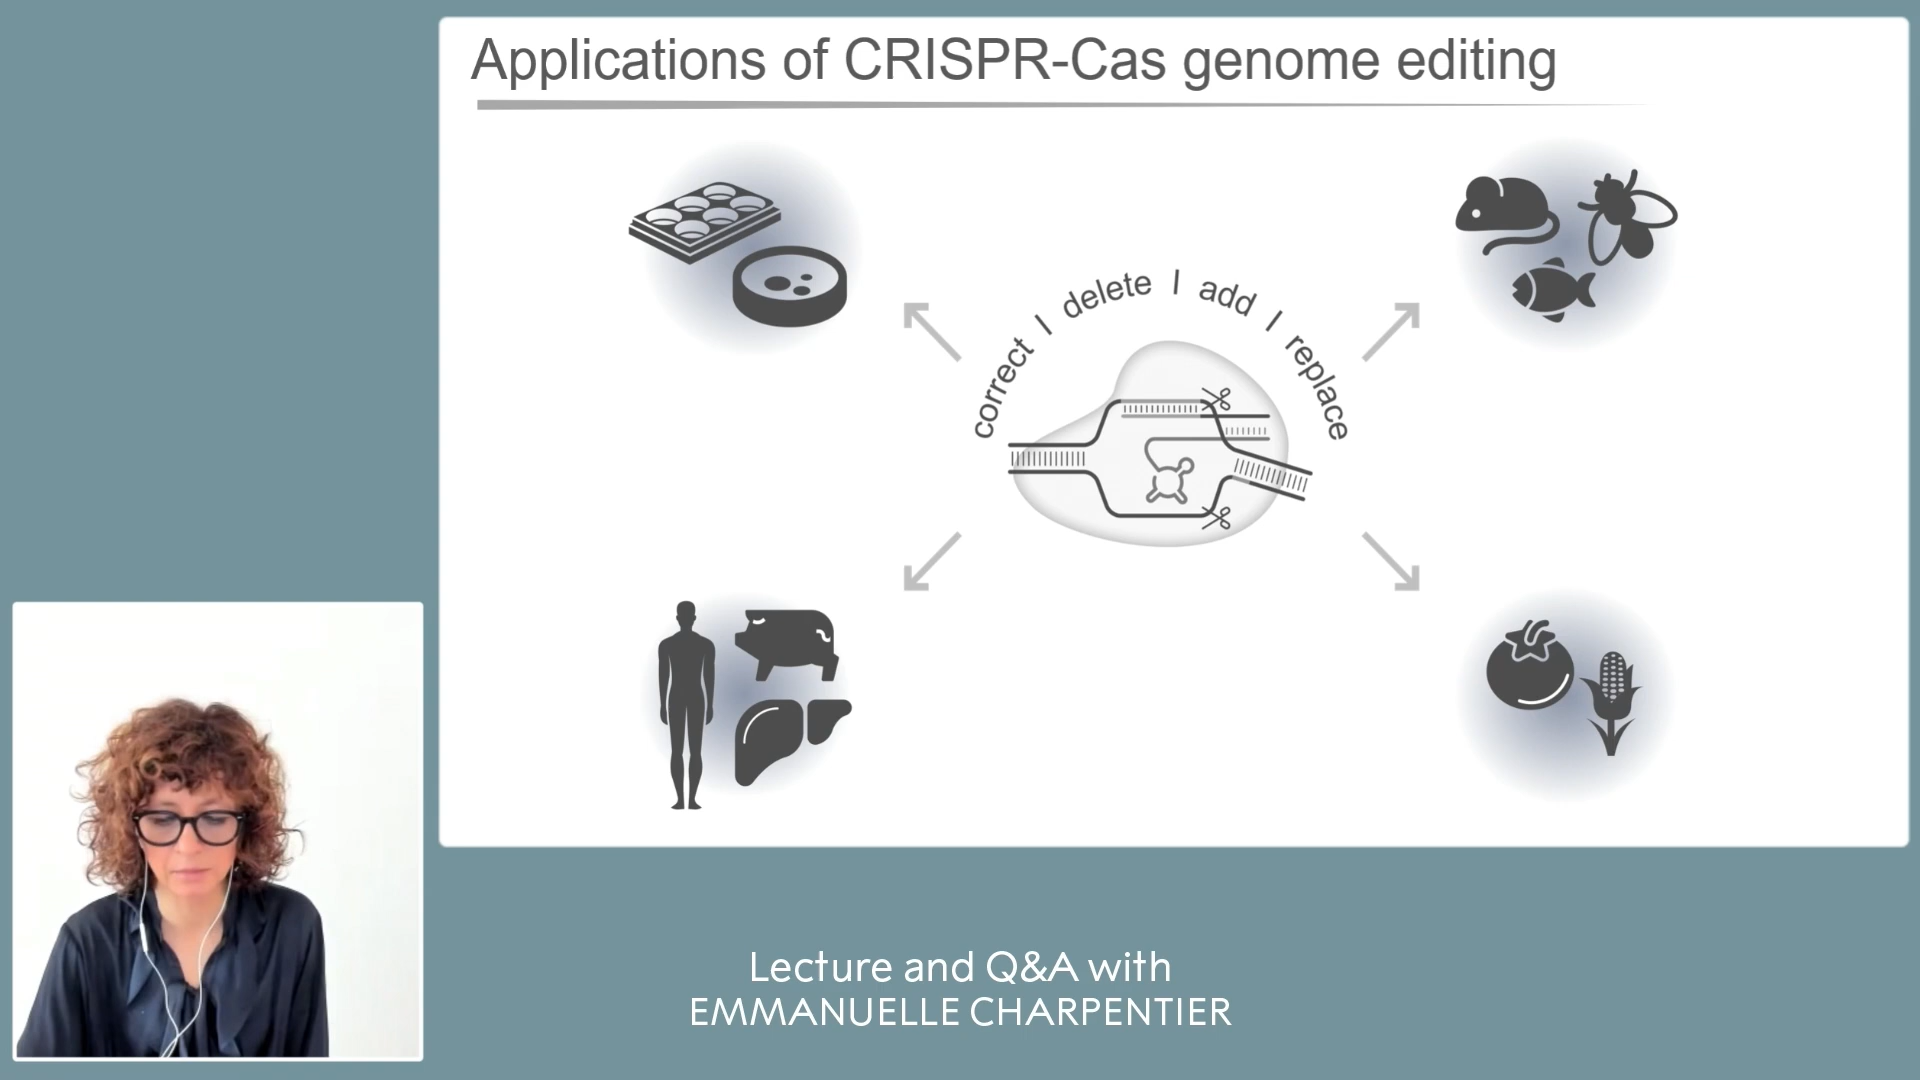 Applications of CRISPR-Cas genome editing
correct | delete | add | replace
Lecture and Q&A with
EMMANUELLE CHARPENTIER